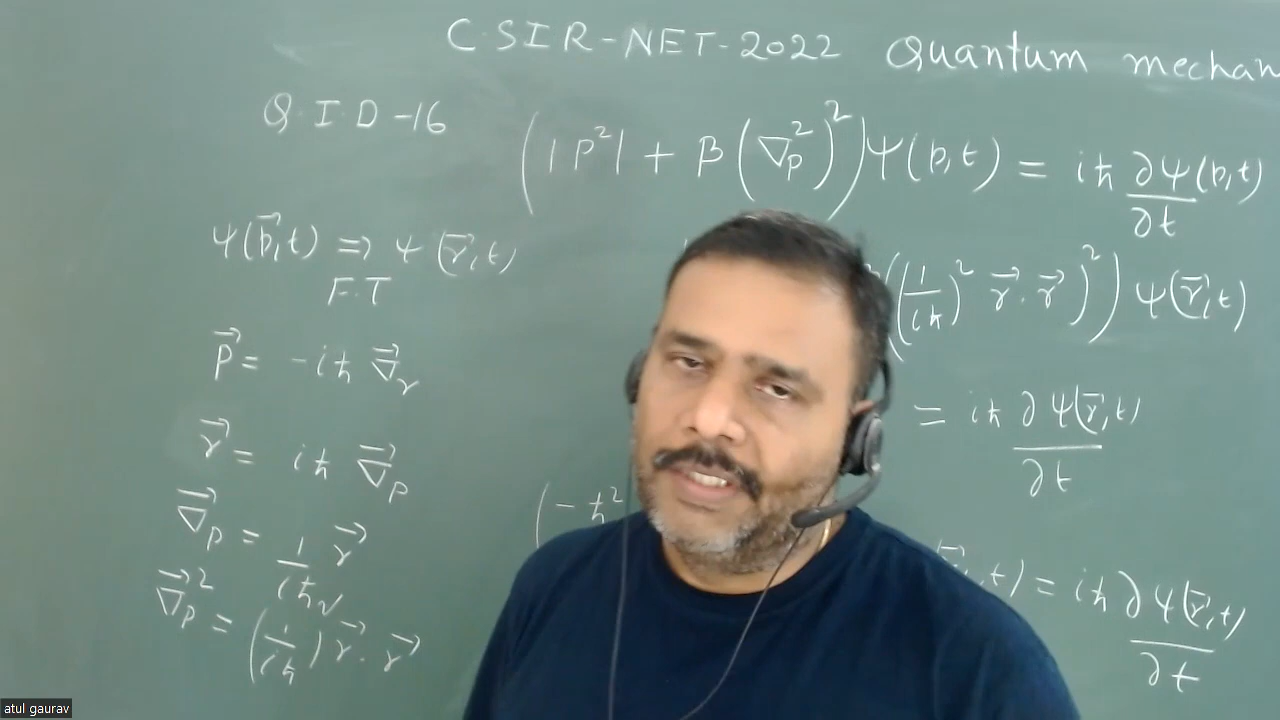 C.SIR-NET-2022 Quantum mechan
Q.I.D-16
(|P²| + β(∇ₚ²)²)ψ(p,t) = iħ ∂ψ(p,t)/∂t
ψ(p⃗,t) ⇒ ψ(r⃗,t)
F.T
((1/iħ)² r⃗.r⃗)²)ψ(r⃗,t)
p⃗ = -iħ ∇⃗ᵣ
= iħ ∂ψ(r⃗,t)/∂t
r⃗ = iħ ∇⃗ₚ
∇⃗ₚ = 1/iħ r⃗
(-ħ²
,t) = iħ ∂ψ(r⃗,t)/∂t
∇⃗ₚ² = (1/iħ) r⃗.r⃗
atul gaurav